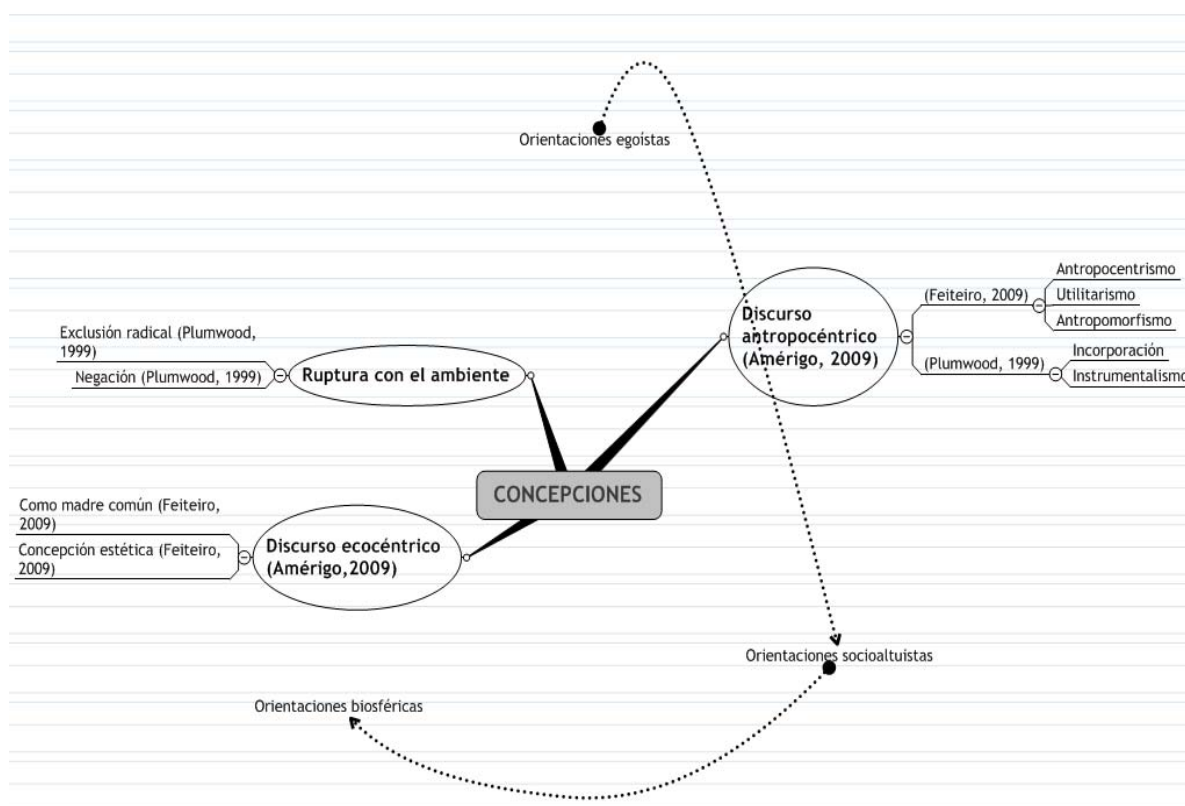 Orientaciones egoístas
Discurso
antropocéntrico
(Amérigo, 2009)
(Feiteiro, 2009)
Antropocentrismo
Utilitarismo
Antropomorfismo
(Plumwood, 1999)
Incorporación
Instrumentalismo
Exclusión radical (Plumwood,
1999)
Negación (Plumwood, 1999)
Ruptura con el ambiente
CONCEPCIONES
Como madre común (Feiteiro,
2009)
Concepción estética (Feiteiro,
2009)
Discurso ecocéntrico
(Amérigo,2009)
Orientaciones socioaltuistas
Orientaciones biosféricas